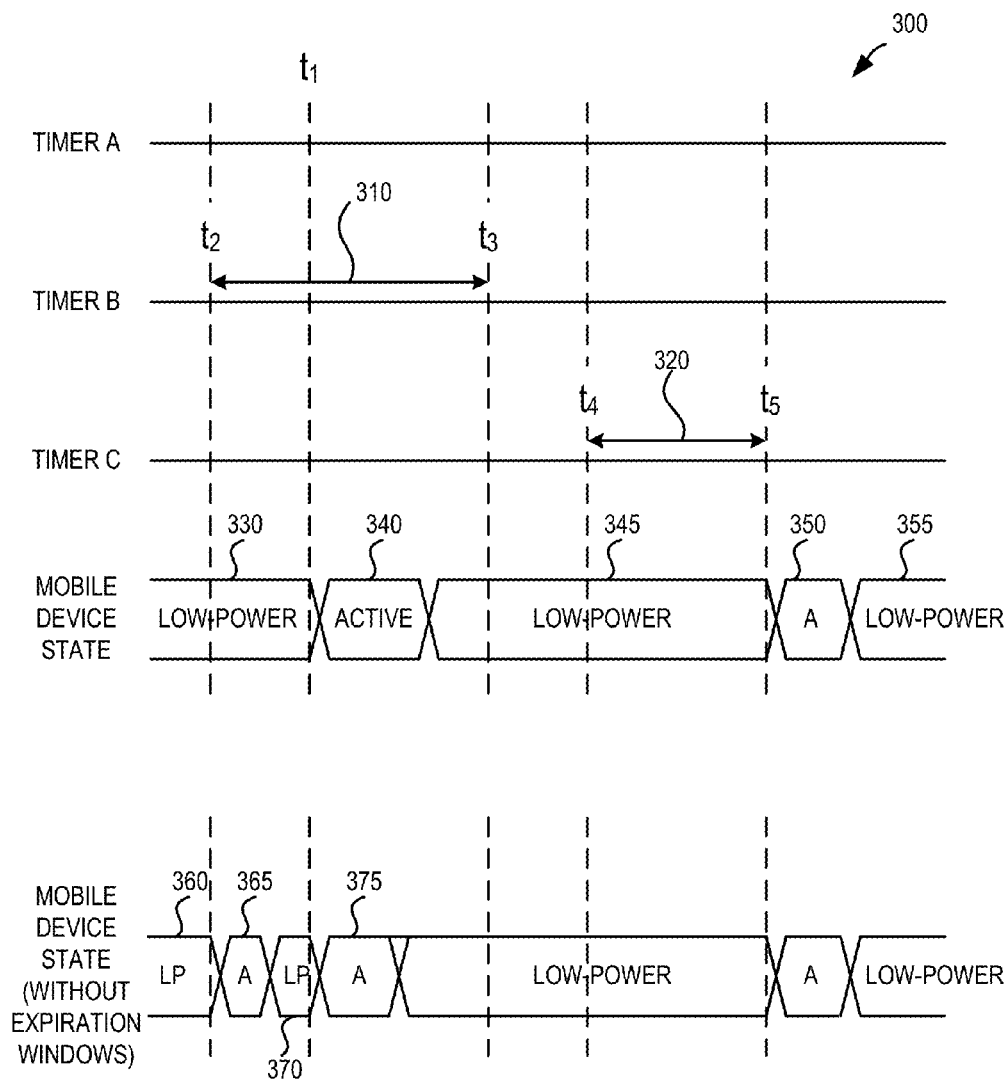 300
t1
TIMER A
310
t2
t3
TIMER B
320
t4
t5
TIMER C
330
340
345
350
355
MOBILE
DEVICE
STATE
LOW-POWER
ACTIVE
LOW-POWER
A
LOW-POWER
360
365
375
MOBILE
DEVICE
STATE
(WITHOUT
EXPIRATION
WINDOWS)
LP
A
LP
A
LOW-POWER
A
LOW-POWER
370